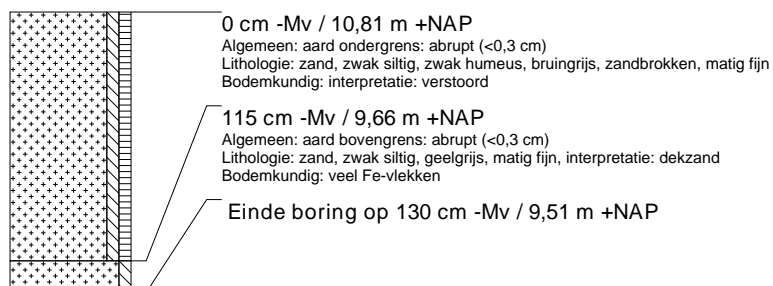 0 cm -Mv / 10,81 m +NAP
Algemeen: aard ondergrens: abrupt (<0,3 cm)
Lithologie: zand, zwak siltig, zwak humeus, bruingrijs, zandbrokken, matig fijn
Bodemkundig: interpretatie: verstoord
115 cm -Mv / 9,66 m +NAP
Algemeen: aard bovengrens: abrupt (<0,3 cm)
Lithologie: zand, zwak siltig, geelgrijs, matig fijn, interpretatie: dekzand
Bodemkundig: veel Fe-vlekken
Einde boring op 130 cm -Mv / 9,51 m +NAP